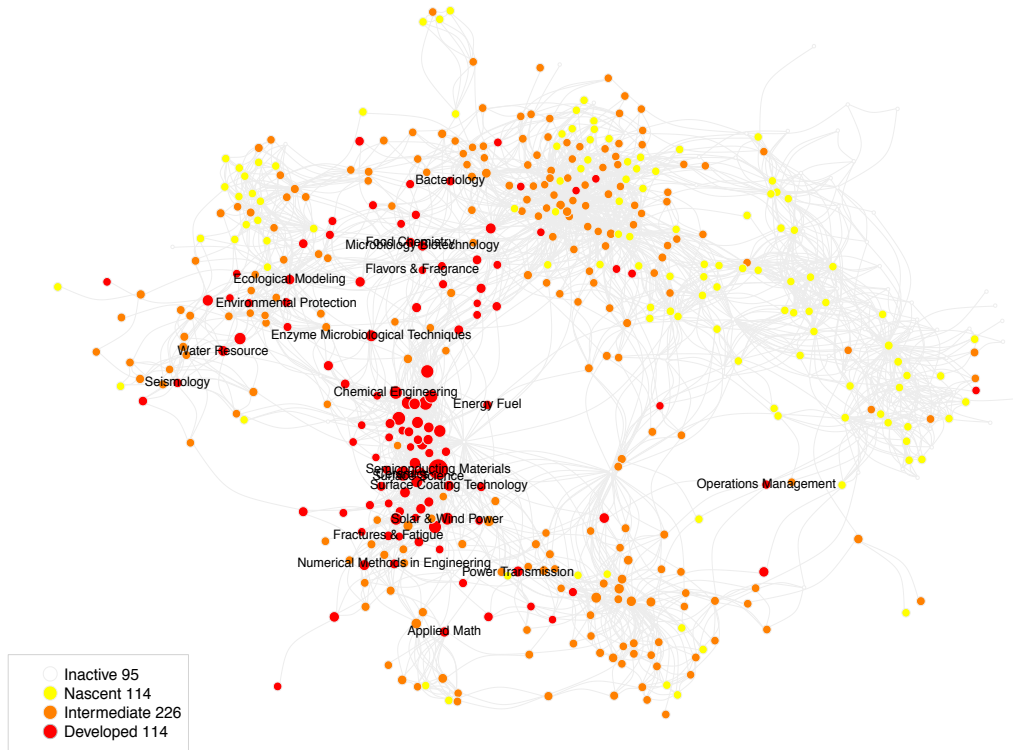 Bacteriology
Food Chemistry
Microbiology Biotechnology
Flavors & Fragrance
Ecological Modeling
Environmental Protection
Enzyme Microbiological Techniques
Water Resource
Seismology
Chemical Engineering
Energy Fuel
Semiconducting Materials
Surface Science
Surface Coating Technology
Operations Management
Solar & Wind Power
Fractures & Fatigue
Numerical Methods in Engineering
Power Transmission
Applied Math
Inactive 95
Nascent 114
Intermediate 226
Developed 114